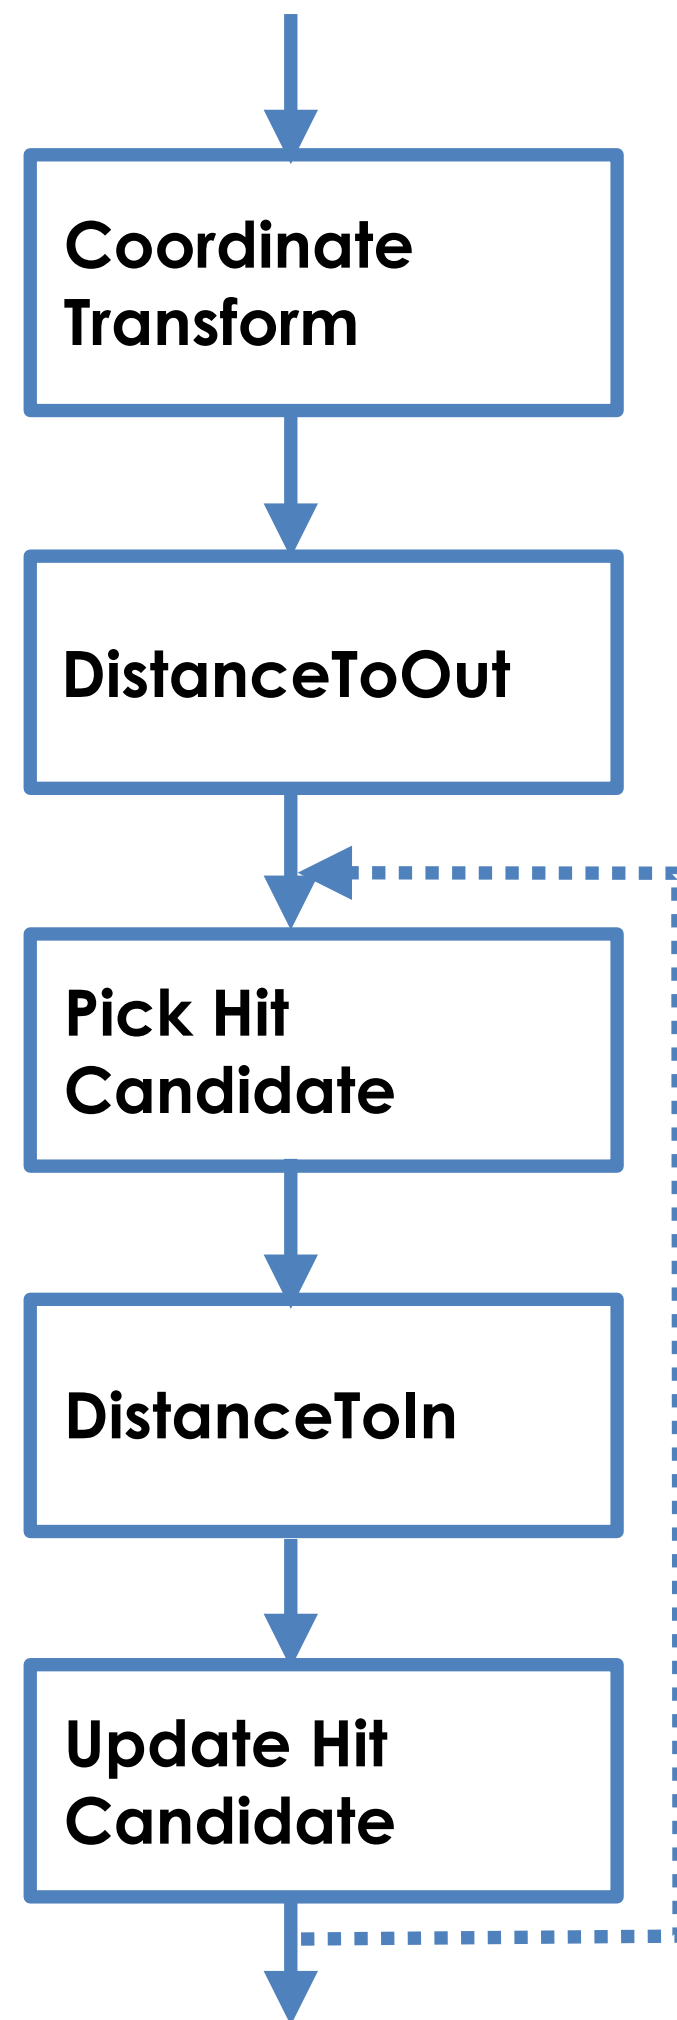 Coordinate
Transform
DistanceToOut
Pick Hit
Candidate
DistanceToIn
Update Hit
Candidate